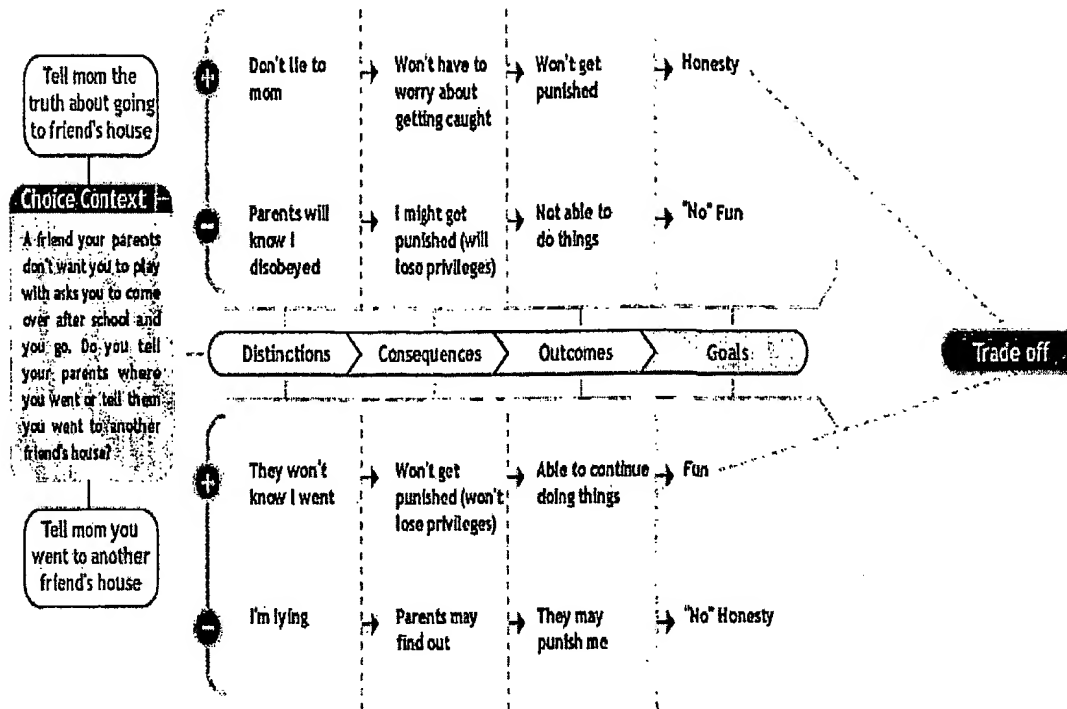 Tell mom the
truth about going
to friend's house
Choice Context
A friend your parents
don't want you to play
with asks you to come
over after school and
you go. Do you tell
your parents where
you went or tell them
you went to another
friend's house?
Tell mom you
went to another
friend's house
+
Don't lie to
mom
Won't have to
worry about
getting caught
Won't get
punished
Honesty
-
Parents will
know I
disobeyed
I might got
punished (will
lose privileges)
Not able to
do things
"No" Fun
Distinctions
Consequences
Outcomes
Goals
Trade off
+
They won't
know I went
Won't get
punished (won't
lose privileges)
Able to continue
doing things
Fun
-
I'm lying
Parents may
find out
They may
punish me
"No" Honesty